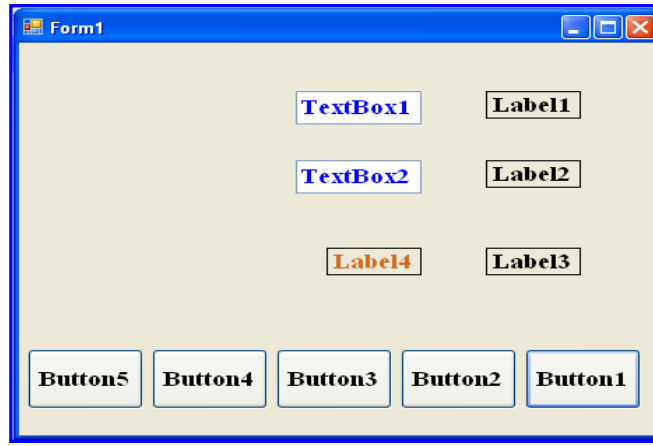 Form1
TextBox1 Label1
TextBox2 Label2
Label4 Label3
Button5 Button4 Button3 Button2 Button1